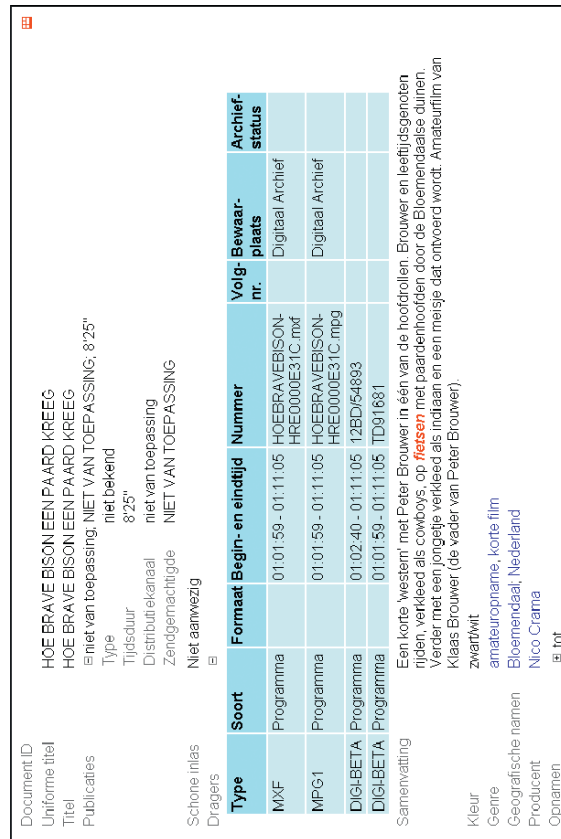 Document ID
Uniforme titel HOE BRAVE BISON EEN PAARD KREEG
Titel HOE BRAVE BISON EEN PAARD KREEG
Publicaties niet van toepassing; NIET VAN TOEPASSING; 8'25"
Type niet bekend
Tijdsduur 8'25"
Distributiekanaal niet van toepassing
Zendgemachtigde NIET VAN TOEPASSING
Schone inlas Niet aanwezig
Dragers
Type Soort Formaat Begin- en eindtijd Nummer Volg- Bewaar- Archief-
nr. plaats status
MXF Programma 01:01:59 - 01:11:05 HOEBRAVEBISON- Digitaal Archief
HRE0000E31C.mxf
MPG1 Programma 01:01:59 - 01:11:05 HOEBRAVEBISON- Digitaal Archief
HRE0000E31C.mpg
DIGI-BETA Programma 01:02:40 - 01:11:05 12BD/54893
DIGI-BETA Programma 01:01:59 - 01:11:05 TD91681
Samenvatting Een korte 'western' met Peter Brouwer in één van de hoofdrollen. Brouwer en leeftijdsgenoten
rijden, verkleed als cowboys, op fietsen met paardenhoofden door de Bloemendaalse duinen.
Verder met een jongetje verkleed als indiaan en een meisje dat ontvoerd wordt. Amateurfilm van
Klaas Brouwer (de vader van Peter Brouwer).
Kleur zwart/wit
Genre amateuropname, korte film
Geografische namen Bloemendaal; Nederland
Producent Nico Crama
Opnamen tot